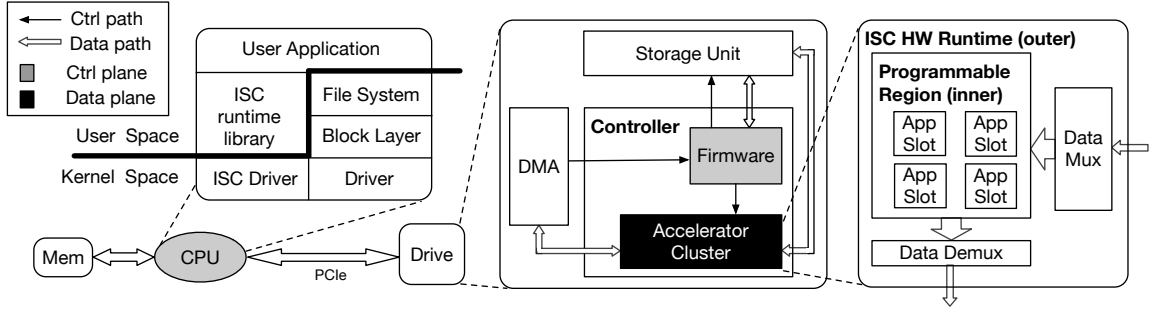 Ctrl path
Data path
Ctrl plane
Data plane
User Space
Kernel Space
User Application
ISC
runtime
library
File System
Block Layer
ISC Driver
Driver
Mem
CPU
PCIe
Drive
Storage Unit
Controller
DMA
Firmware
Accelerator
Cluster
ISC HW Runtime (outer)
Programmable
Region (inner)
App
Slot
App
Slot
App
Slot
App
Slot
Data
Mux
Data Demux